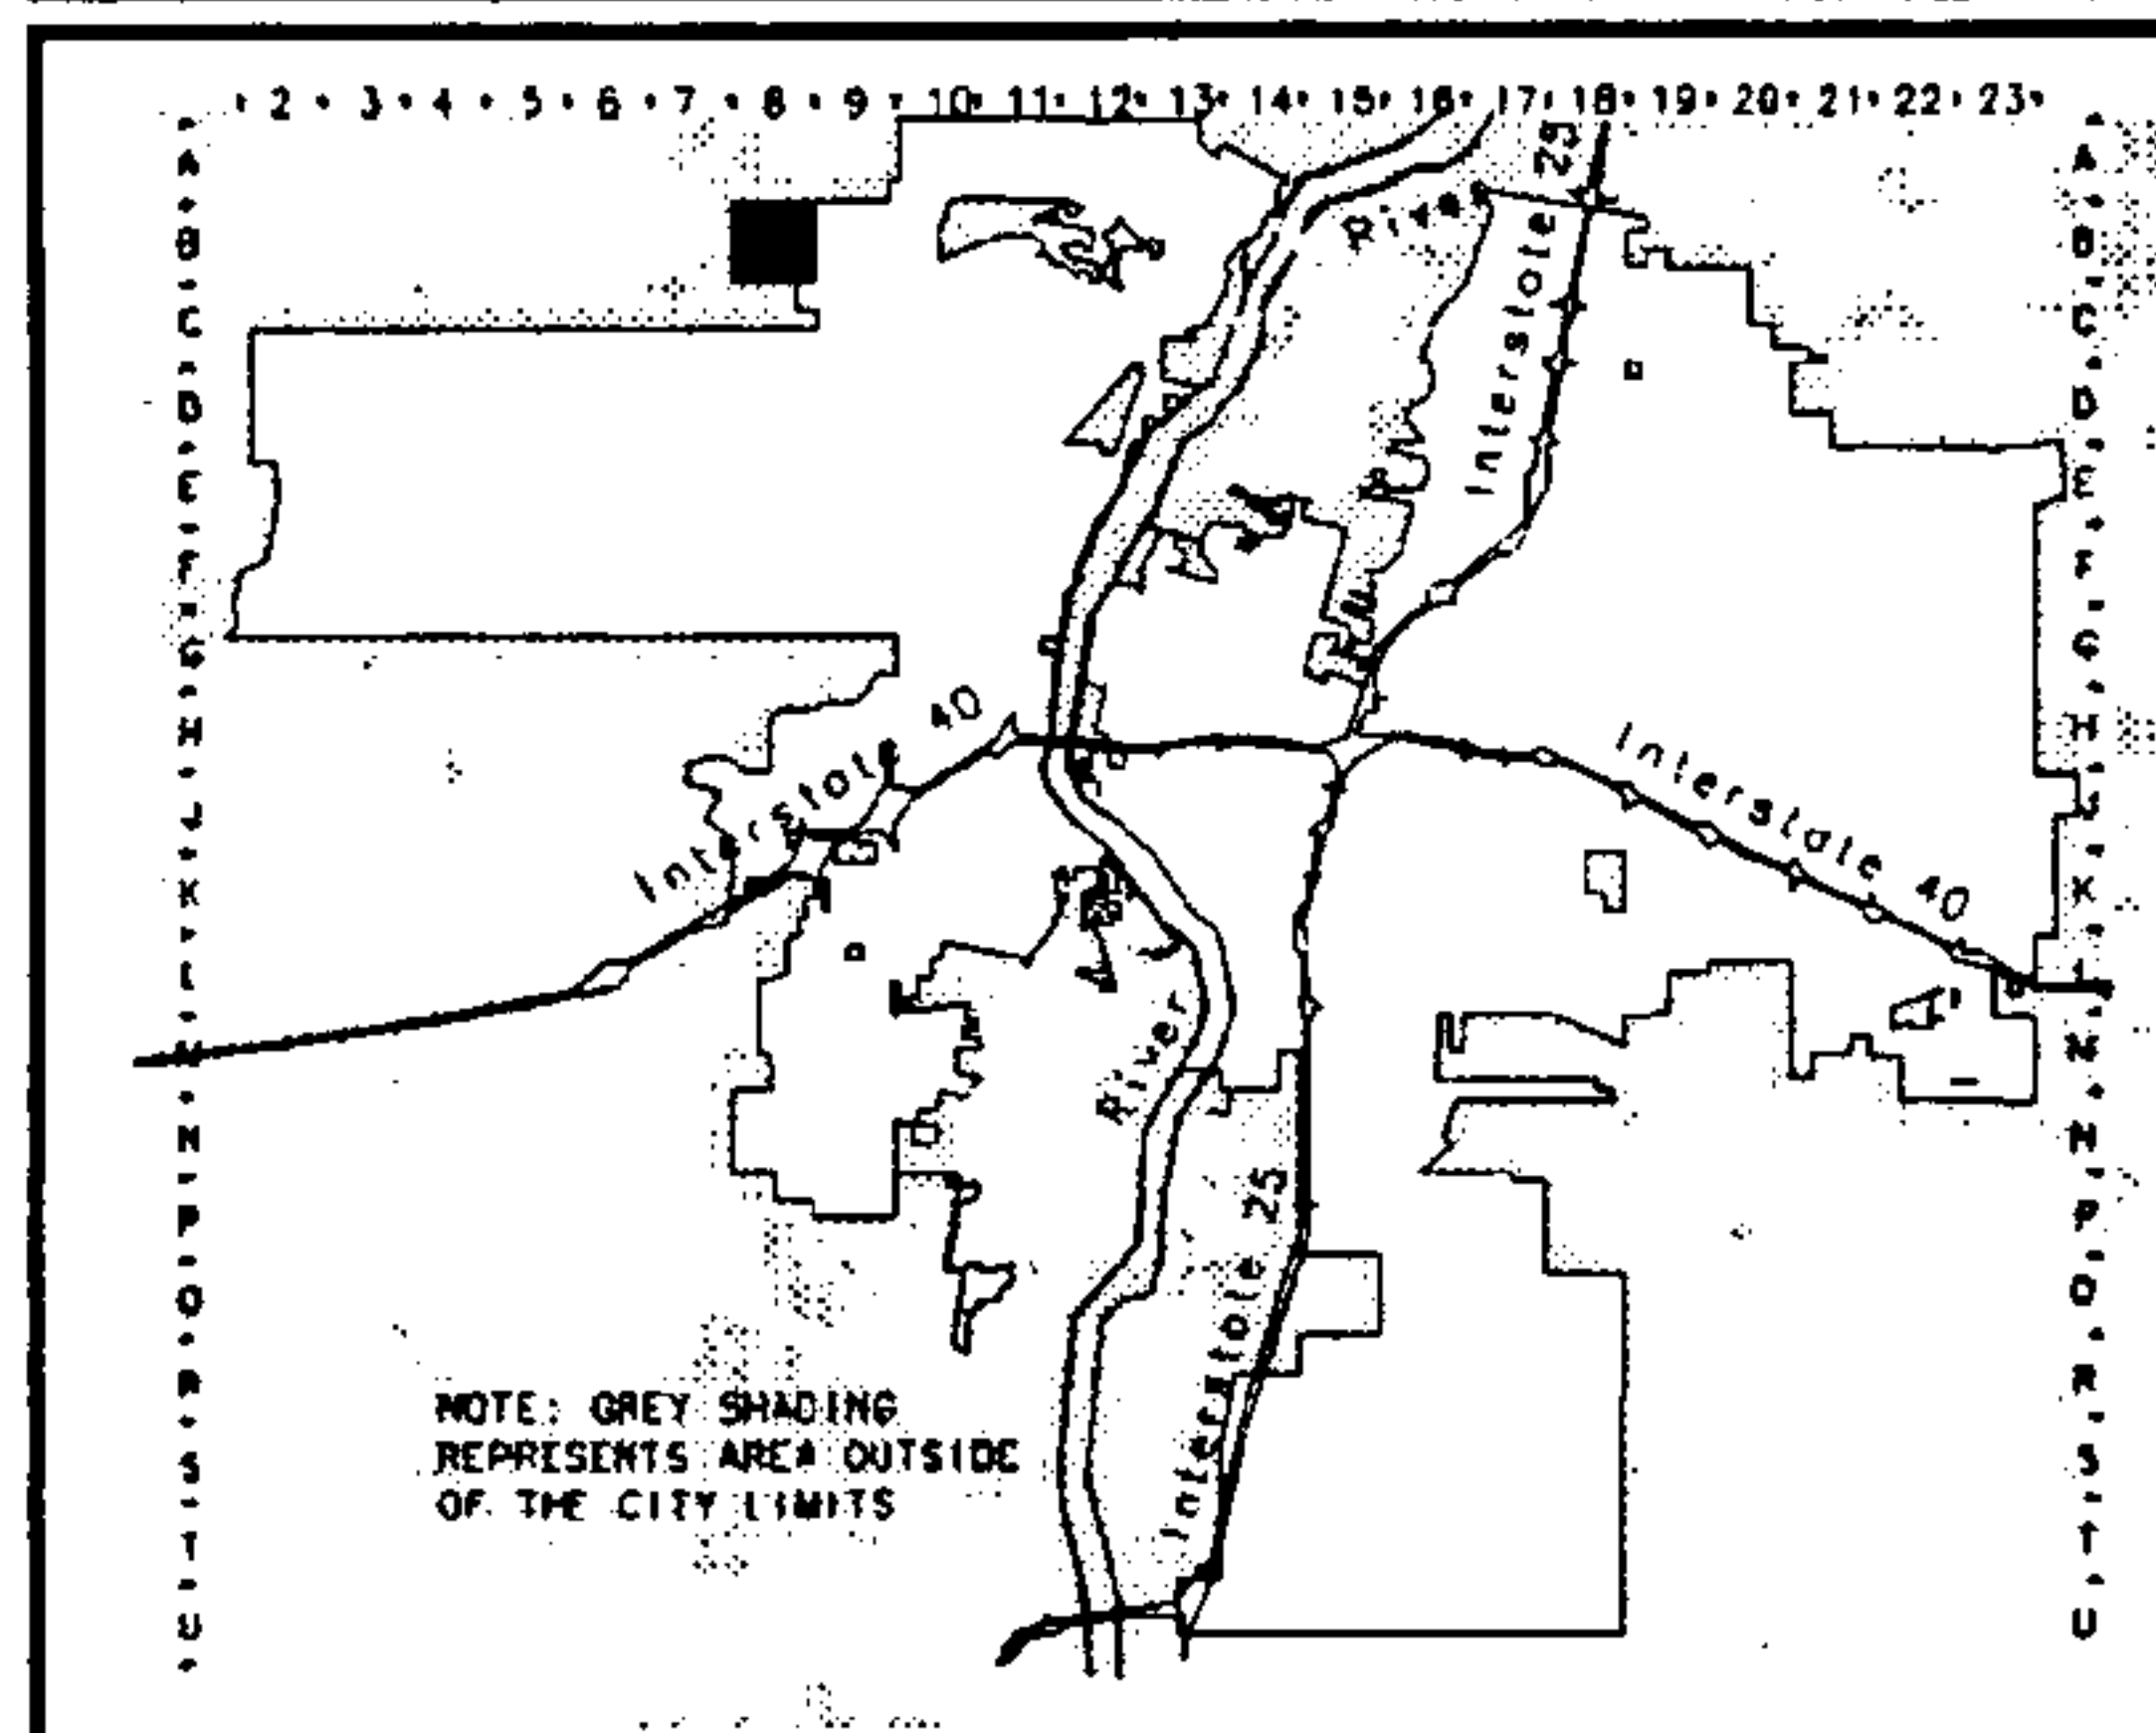 2 • 3 • 4 • 5 • 6 • 7 • 8 • 9 • 10 • 11 • 12 • 13 • 14 • 15 • 16 • 17 • 18 • 19 • 20 • 21 • 22 • 23 •
A A
B B
C C
D D
E E
F F
G G
H H
J J
K K
L L
M M
N N
P P
Q Q
R R
S S
T T
U U
River
Interstate 25
Interstate 40
Interstate 40
River
Interstate 25
NOTE: GREY SHADING
REPRESENTS AREA OUTSIDE
OF THE CITY LIMITS